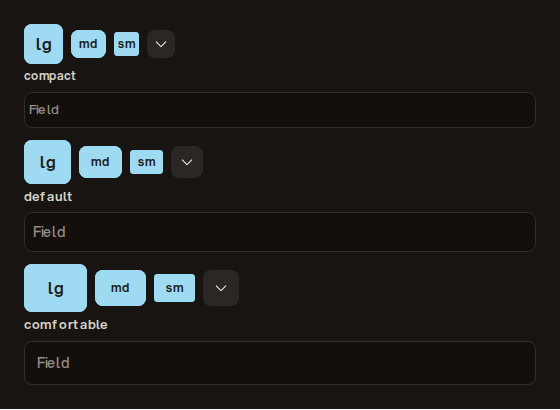 lg md sm
compact
Field
lg md sm
default
Field
lg md sm
comfortable
Field